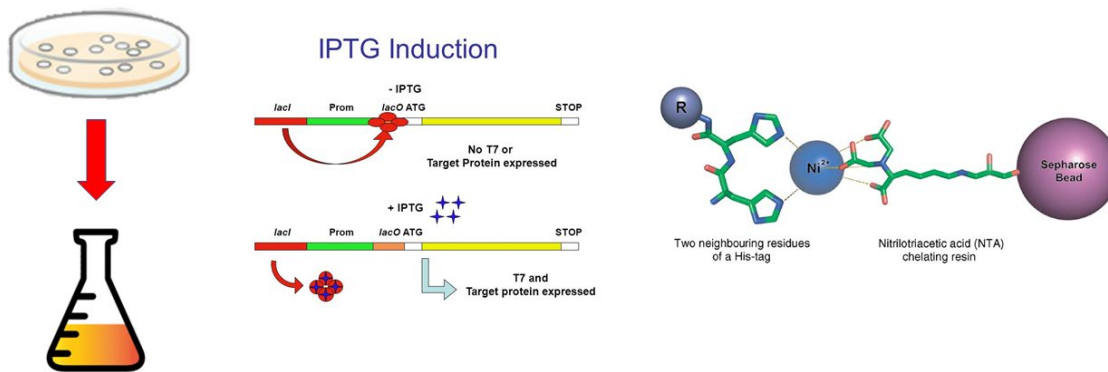 IPTG Induction
- IPTG
lacI Prom lacO ATG STOP
No T7 or
Target Protein expressed
+ IPTG
lacI Prom lacO ATG STOP
T7 and
Target protein expressed
R
Ni2+
Sepharose
Bead
Two neighbouring residues
of a His-tag
Nitrilotriacetic acid (NTA)
chelating resin